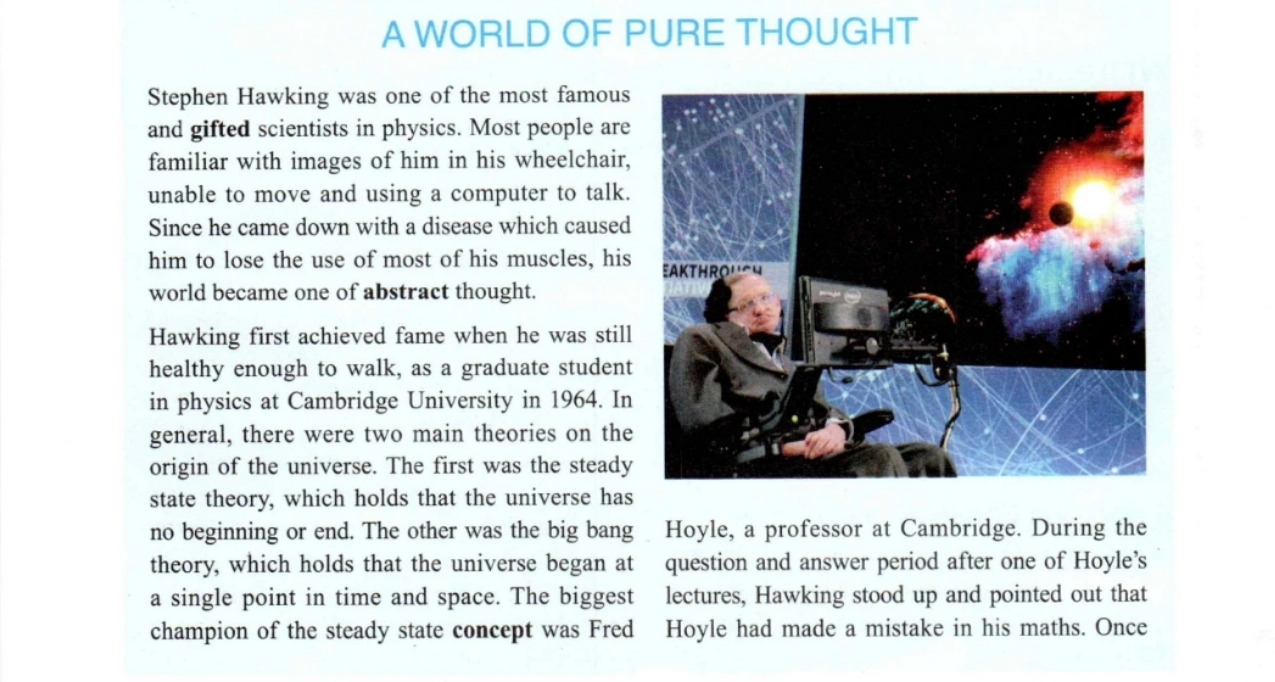 A WORLD OF PURE THOUGHT
Stephen Hawking was one of the most famous
and gifted scientists in physics. Most people are
familiar with images of him in his wheelchair,
unable to move and using a computer to talk.
Since he came down with a disease which caused
him to lose the use of most of his muscles, his
world became one of abstract thought.
Hawking first achieved fame when he was still
healthy enough to walk, as a graduate student
in physics at Cambridge University in 1964. In
general, there were two main theories on the
origin of the universe. The first was the steady
state theory, which holds that the universe has
no beginning or end. The other was the big bang
theory, which holds that the universe began at
a single point in time and space. The biggest
champion of the steady state concept was Fred
EAKTHROUGH
Hoyle, a professor at Cambridge. During the
question and answer period after one of Hoyle's
lectures, Hawking stood up and pointed out that
Hoyle had made a mistake in his maths. Once